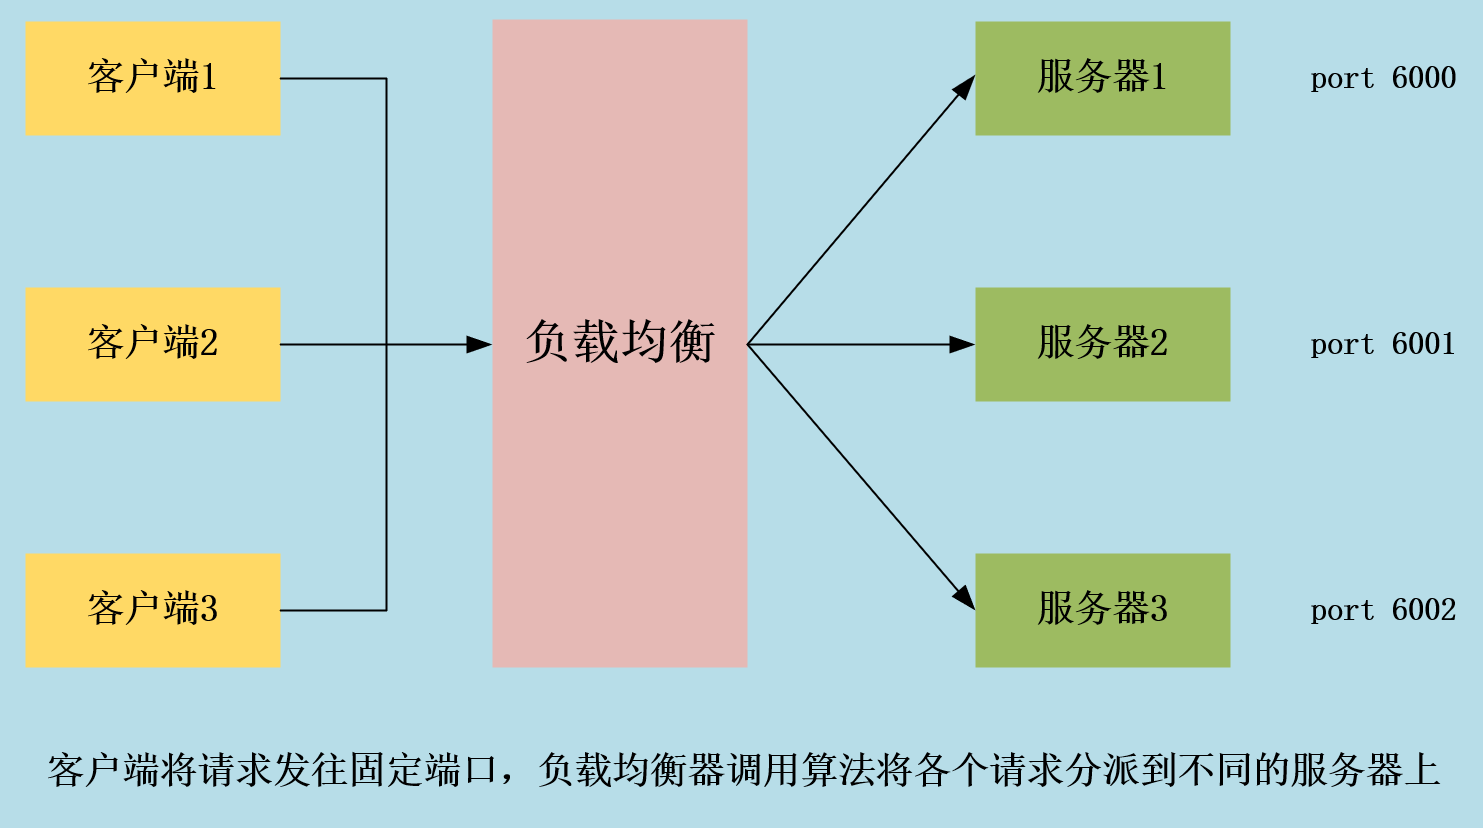 客户端1
服务器1
port 6000
客户端2
负载均衡
服务器2
port 6001
客户端3
服务器3
port 6002
客户端将请求发往固定端口，负载均衡器调用算法将各个请求分派到不同的服务器上